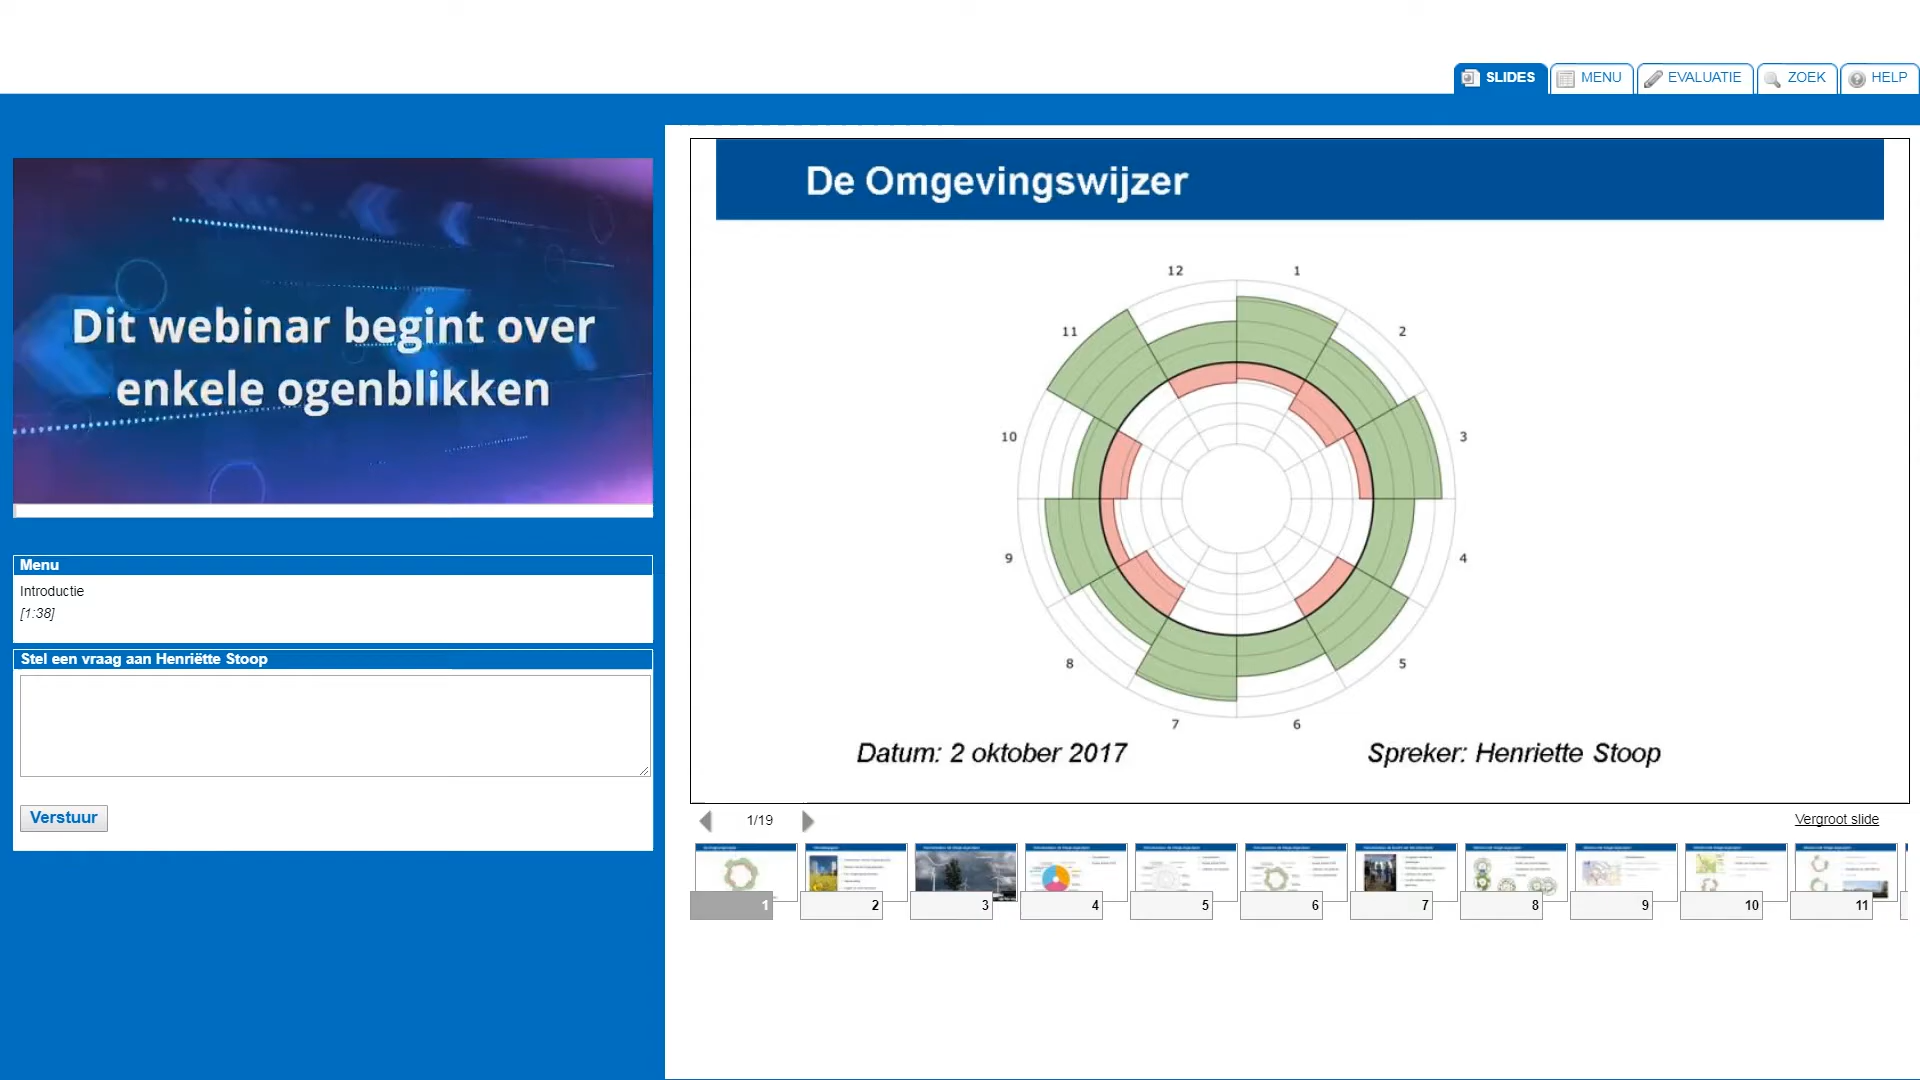 SLIDES
MENU
EVALUATIE
ZOEK
HELP
Dit webinar begint over
enkele ogenblikken
Menu
Introductie
[1:38]
Stel een vraag aan Henriëtte Stoop
Verstuur
De Omgevingswijzer
12
1
11
2
10
3
9
4
8
5
7
6
Datum: 2 oktober 2017
Spreker: Henriette Stoop
1/19
Vergroot slide
1
2
3
4
5
6
7
8
9
10
11